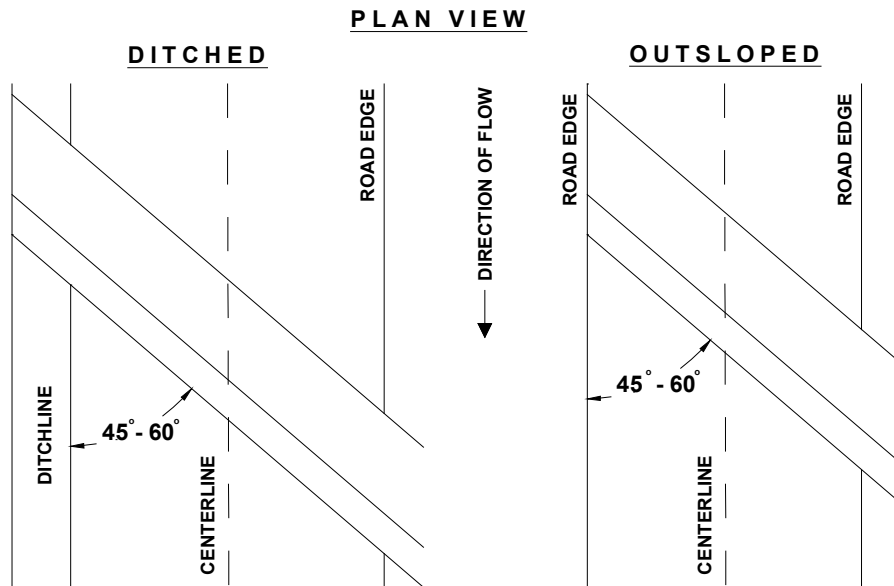 PLAN VIEW
DITCHED
OUTSLOPED
ROAD EDGE
DIRECTION OF FLOW
ROAD EDGE
ROAD EDGE
45° - 60°
45° - 60°
DITCHLINE
CENTERLINE
CENTERLINE